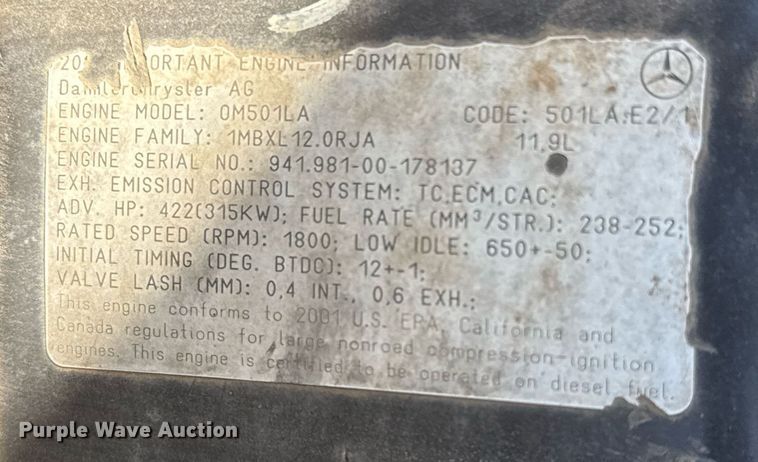 IMPORTANT ENGINE INFORMATION
DaimlerChrysler AG
ENGINE MODEL: OM501LA CODE: 501LA.E2/1
ENGINE FAMILY: 1MBXL12.0RJA 11,9L
ENGINE SERIAL NO.: 941.981-00-178137
EXH. EMISSION CONTROL SYSTEM: TC,ECM,CAC;
ADV. HP: 422(315KW); FUEL RATE (MM³/STR.): 238-252;
RATED SPEED (RPM): 1800; LOW IDLE: 650+-50;
INITIAL TIMING (DEG. BTDC): 12+-1;
VALVE LASH (MM): 0,4 INT., 0,6 EXH.;
This engine conforms to 2001 U.S. EPA, California and
Canada regulations for large nonroad compression-ignition
engines. This engine is certified to be operated on diesel fuel.
Purple Wave Auction